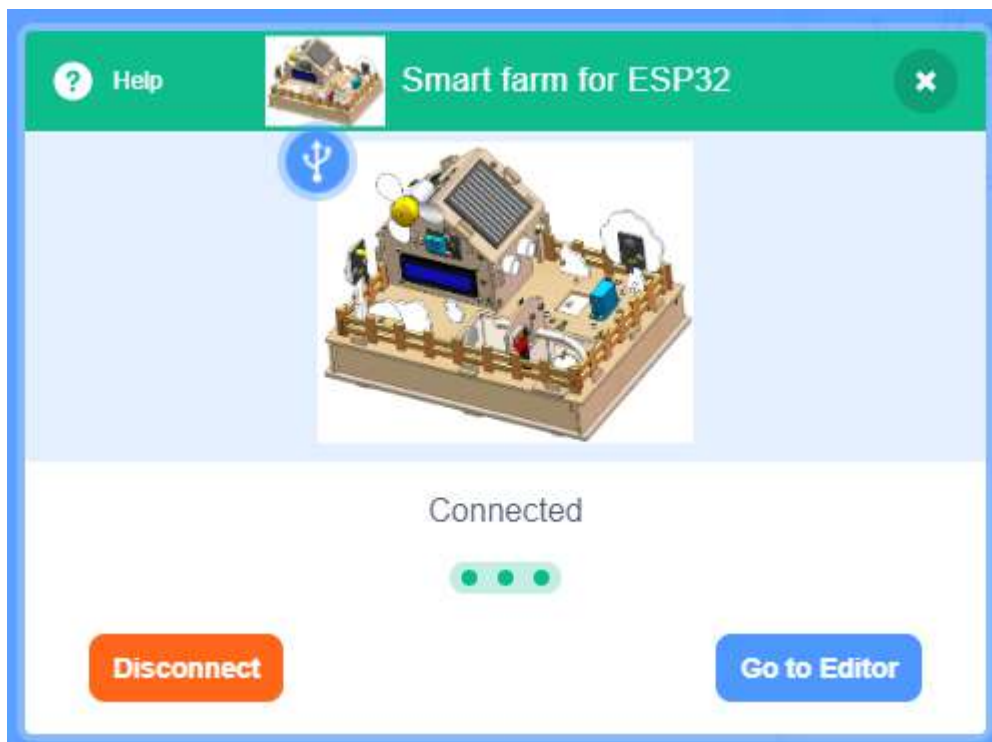 ? Help
Smart farm for ESP32
Connected
Disconnect
Go to Editor